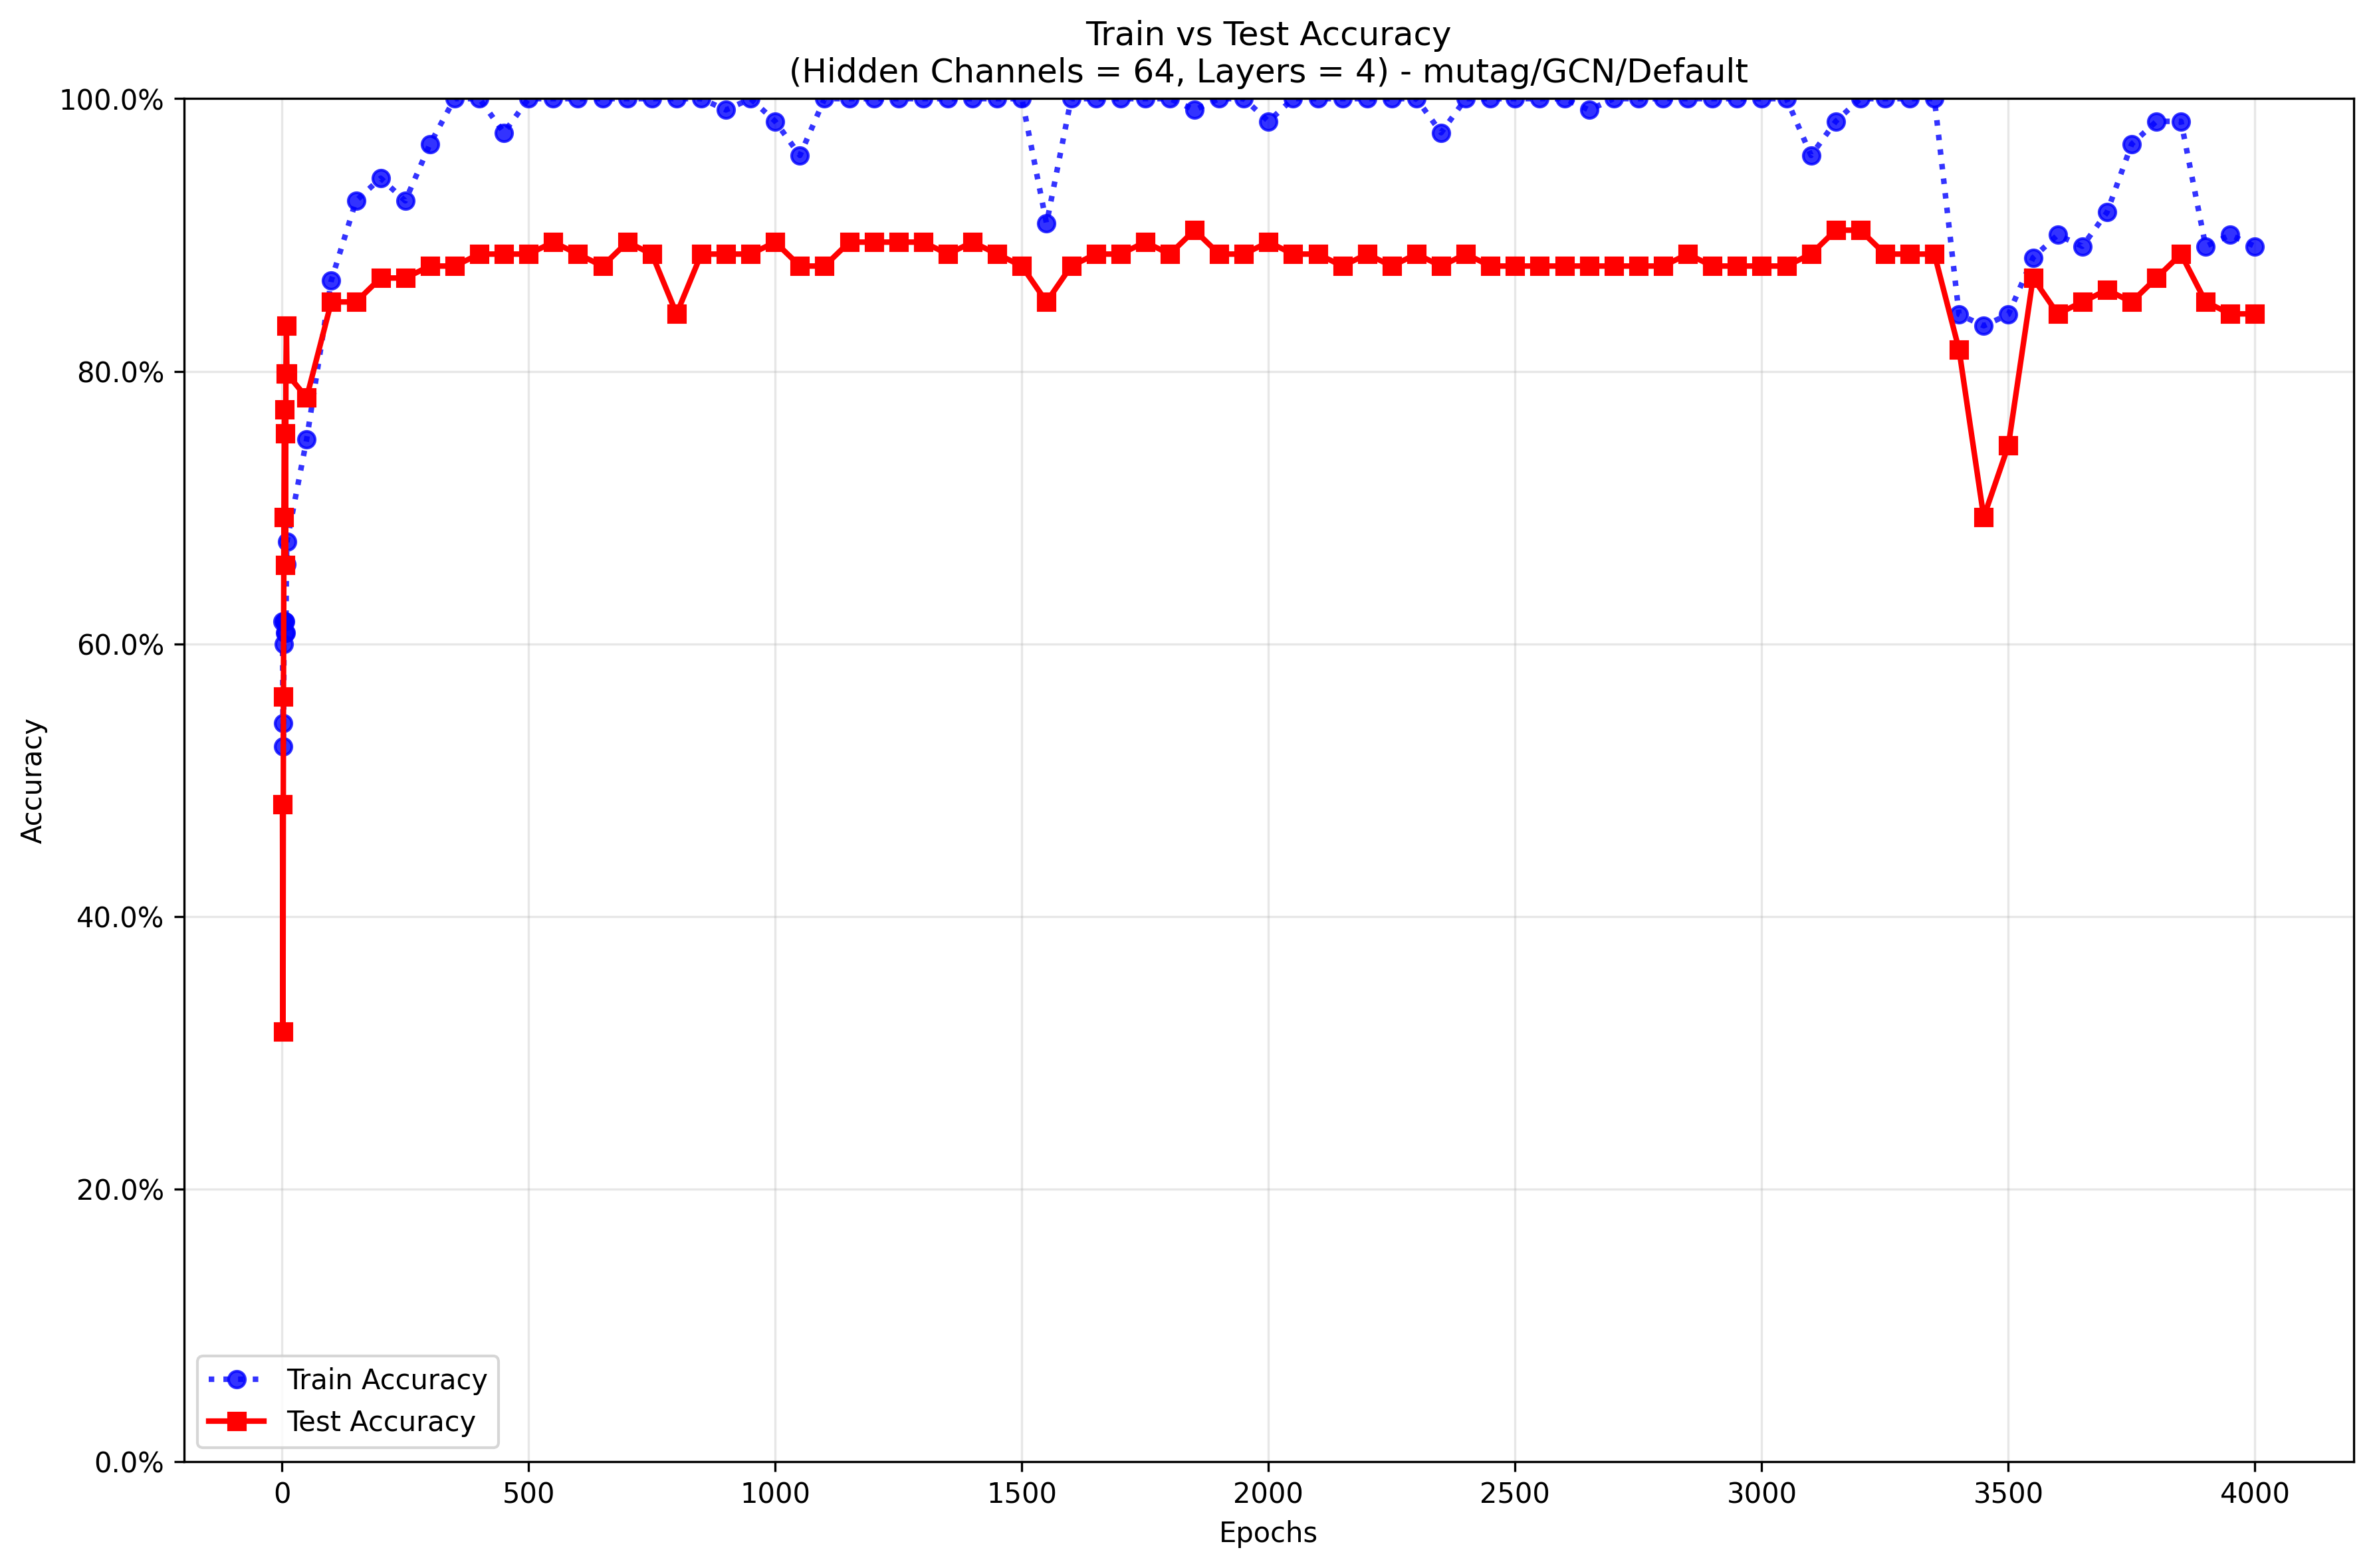 Train vs Test Accuracy
(Hidden Channels = 64, Layers = 4) - mutag/GCN/Default
100.0%
80.0%
60.0%
40.0%
20.0%
0.0%
Accuracy
Train Accuracy
Test Accuracy
0
500
1000
1500
2000
2500
3000
3500
4000
Epochs